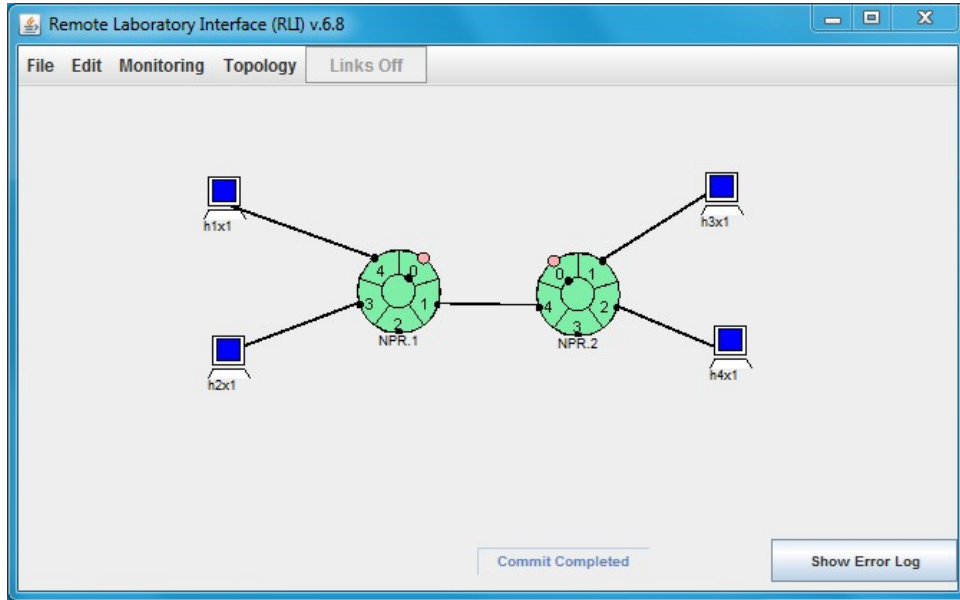 Remote Laboratory Interface (RLI) v.6.8
File Edit Monitoring Topology Links Off
h1x1
h3x1
4 0
3 1
2
NPR.1
0 1
4 2
3
NPR.2
h2x1
h4x1
Commit Completed
Show Error Log